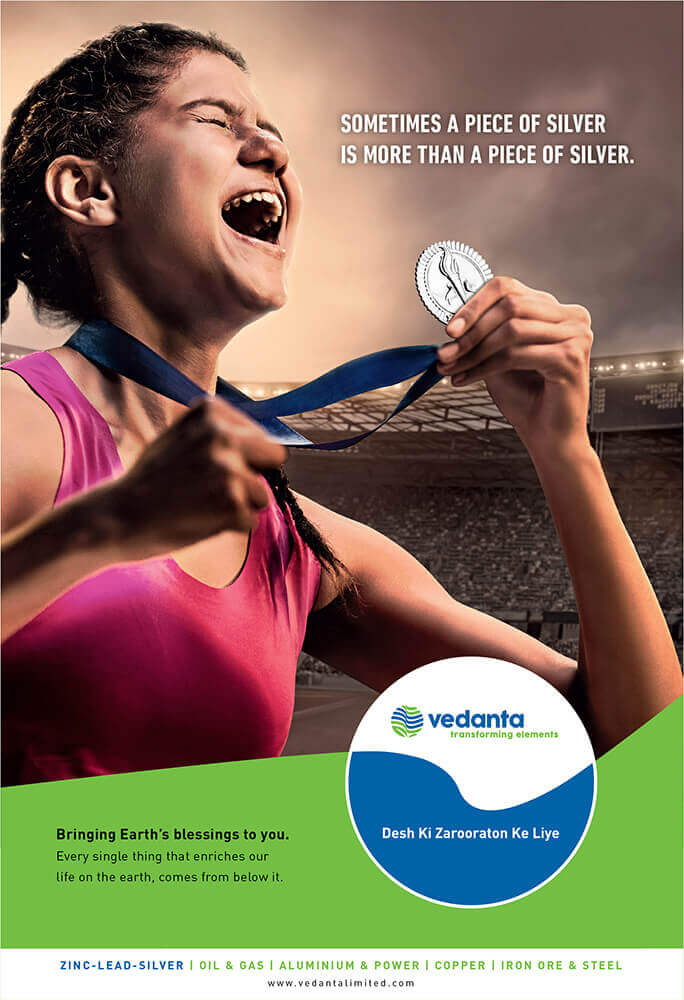 SOMETIMES A PIECE OF SILVER
IS MORE THAN A PIECE OF SILVER.
vedanta
transforming elements
Desh Ki Zarooraton Ke Liye
Bringing Earth's blessings to you.
Every single thing that enriches our
life on the earth, comes from below it.
ZINC-LEAD-SILVER | OIL & GAS | ALUMINIUM & POWER | COPPER | IRON ORE & STEEL
www.vedantalimited.com